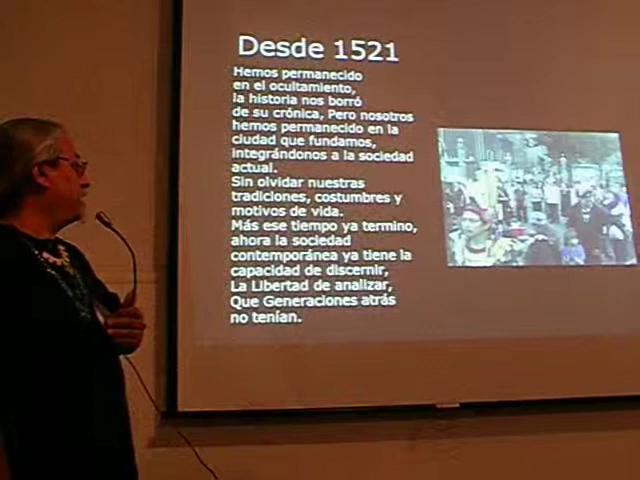 Desde 1521
Hemos permanecido
en el ocultamiento,
la historia nos borró
de su crónica, Pero nosotros
hemos permanecido en la
ciudad que fundamos,
integrándonos a la sociedad
actual.
Sin olvidar nuestras
tradiciones, costumbres y
motivos de vida.
Más ese tiempo ya termino,
ahora la sociedad
contemporánea ya tiene la
capacidad de discernir,
La Libertad de analizar,
Que Generaciones atrás
no tenían.